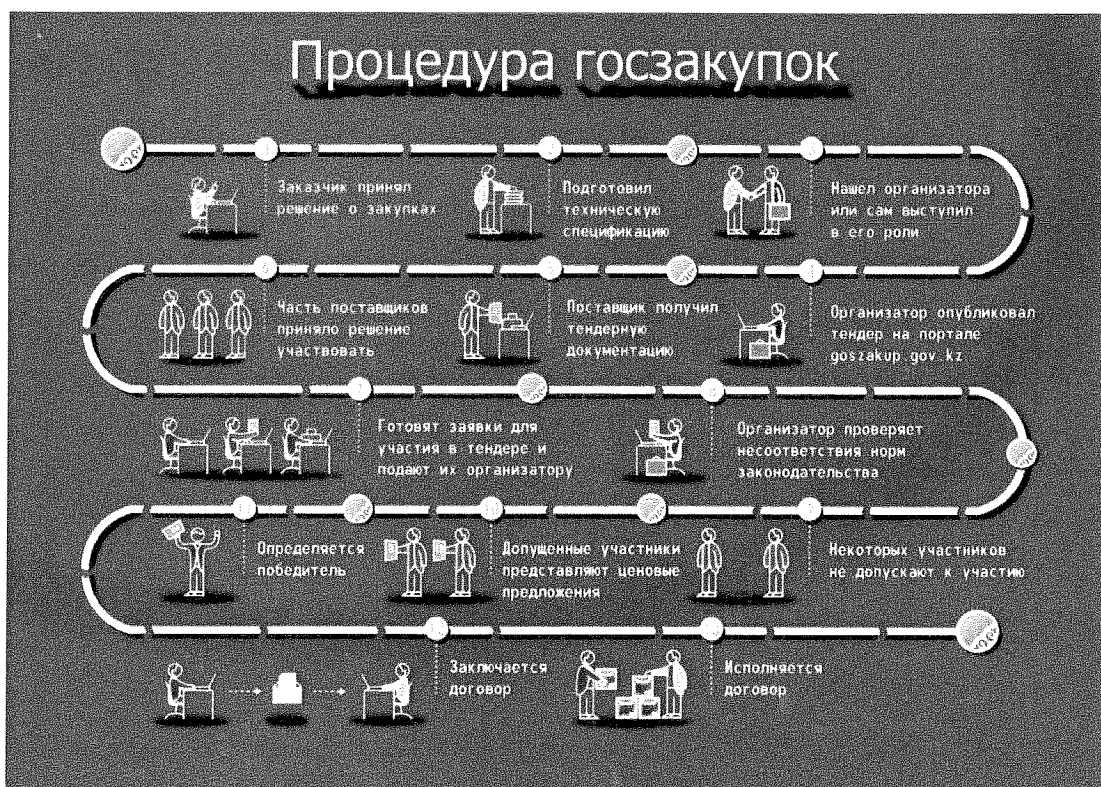 Процедура госзакупок
Заказчик принял
решение о закупках
Подготовил
техническую
спецификацию
Нашел организатора
или сам выступил
в его роли
Организатор опубликовал
тендер на портале
goszakup.gov.kz
Поставщик получил
тендерную
документацию
Часть поставщиков
приняло решение
участвовать
Готовят заявки для
участия в тендере и
подают их организатору
Организатор проверяет
несоответствия норм
законодательства
Некоторых участников
не допускают к участию
Допущенные участники
представляют ценовые
предложения
Определяется
победитель
Заключается
договор
Исполняется
договор